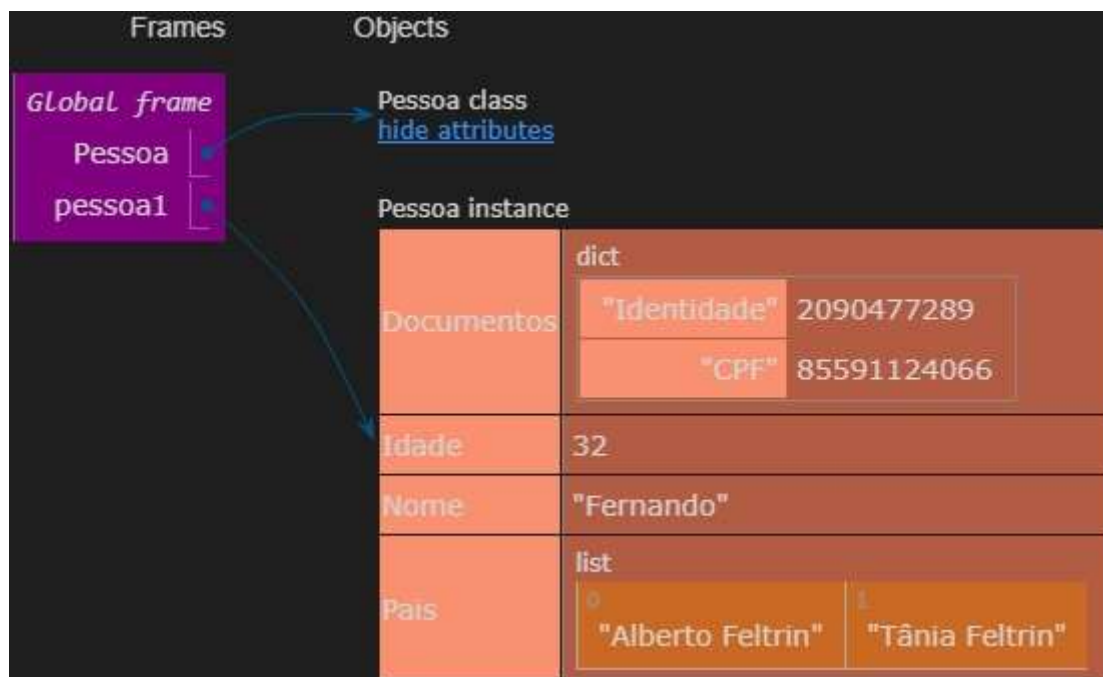 Frames Objects
Global frame
Pessoa
pessoa1
Pessoa class
hide attributes
Pessoa instance
Documentos
dict
"Identidade" 2090477289
"CPF" 85591124066
Idade 32
Nome "Fernando"
Pais
list
0 1
"Alberto Feltrin" "Tânia Feltrin"